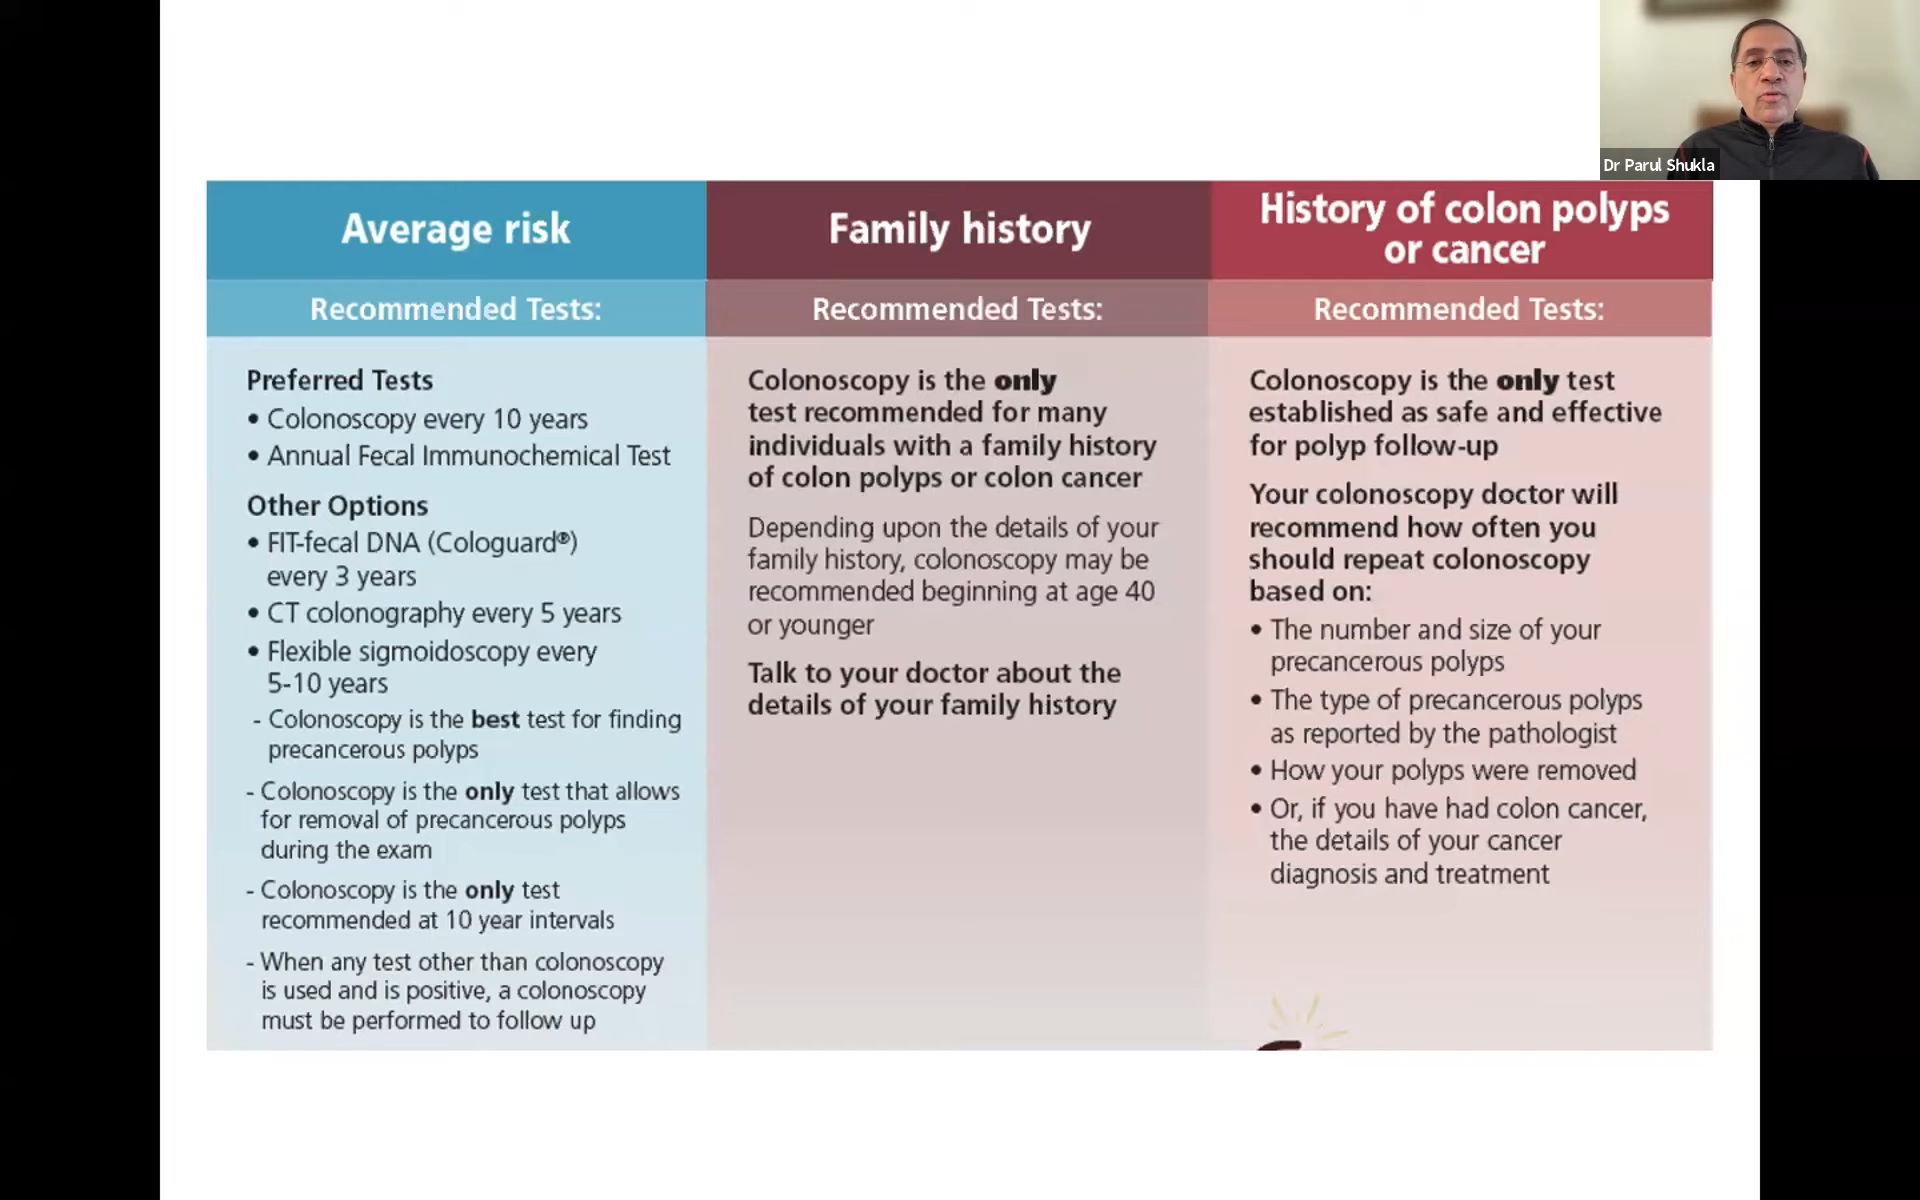 Dr Parul Shukla
Average risk
Recommended Tests:
Preferred Tests
• Colonoscopy every 10 years
• Annual Fecal Immunochemical Test
Other Options
• FIT-fecal DNA (Cologuard®)
every 3 years
• CT colonography every 5 years
• Flexible sigmoidoscopy every
5-10 years
- Colonoscopy is the best test for finding
precancerous polyps
- Colonoscopy is the only test that allows
for removal of precancerous polyps
during the exam
- Colonoscopy is the only test
recommended at 10 year intervals
- When any test other than colonoscopy
is used and is positive, a colonoscopy
must be performed to follow up
Family history
Recommended Tests:
Colonoscopy is the only
test recommended for many
individuals with a family history
of colon polyps or colon cancer
Depending upon the details of your
family history, colonoscopy may be
recommended beginning at age 40
or younger
Talk to your doctor about the
details of your family history
History of colon polyps
or cancer
Recommended Tests:
Colonoscopy is the only test
established as safe and effective
for polyp follow-up
Your colonoscopy doctor will
recommend how often you
should repeat colonoscopy
based on:
• The number and size of your
precancerous polyps
• The type of precancerous polyps
as reported by the pathologist
• How your polyps were removed
• Or, if you have had colon cancer,
the details of your cancer
diagnosis and treatment